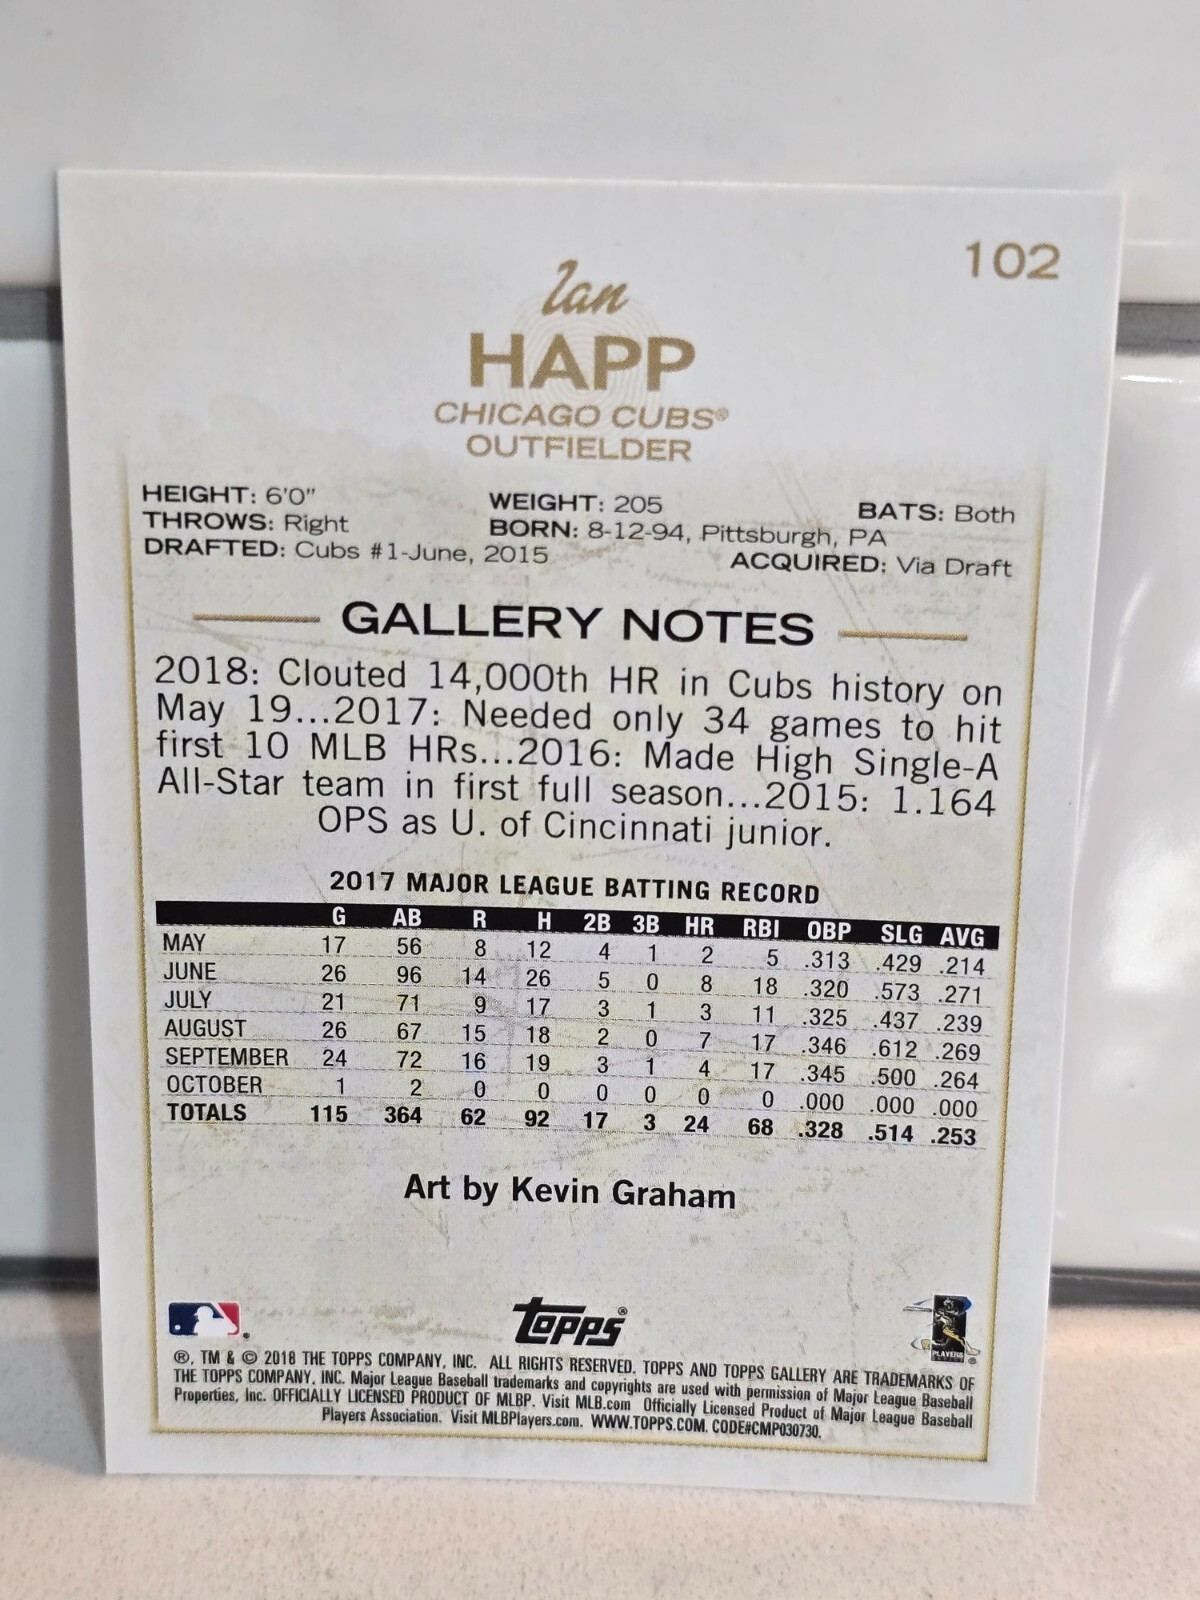 102
Ian
HAPP
CHICAGO CUBS®
OUTFIELDER
HEIGHT: 6'0" WEIGHT: 205 BATS: Both
THROWS: Right BORN: 8-12-94, Pittsburgh, PA
DRAFTED: Cubs #1-June, 2015 ACQUIRED: Via Draft
GALLERY NOTES
2018: Clouted 14,000th HR in Cubs history on
May 19...2017: Needed only 34 games to hit
first 10 MLB HRs...2016: Made High Single-A
All-Star team in first full season...2015: 1.164
OPS as U. of Cincinnati junior.
2017 MAJOR LEAGUE BATTING RECORD
G AB R H 2B 3B HR RBI OBP SLG AVG
MAY 17 56 8 12 4 1 2 5 .313 .429 .214
JUNE 26 96 14 26 5 0 8 18 .320 .573 .271
JULY 21 71 9 17 3 1 3 11 .325 .437 .239
AUGUST 26 67 15 18 2 0 7 17 .346 .612 .269
SEPTEMBER 24 72 16 19 3 1 4 17 .345 .500 .264
OCTOBER 1 2 0 0 0 0 0 0 .000 .000 .000
TOTALS 115 364 62 92 17 3 24 68 .328 .514 .253
Art by Kevin Graham
Topps®
PLAYERS
®, TM & © 2018 THE TOPPS COMPANY, INC. ALL RIGHTS RESERVED. TOPPS AND TOPPS GALLERY ARE TRADEMARKS OF
THE TOPPS COMPANY, INC. Major League Baseball trademarks and copyrights are used with permission of Major League Baseball
Properties, Inc. OFFICIALLY LICENSED PRODUCT OF MLBP. Visit MLB.com Officially Licensed Product of Major League Baseball
Players Association. Visit MLBPlayers.com. WWW.TOPPS.COM. CODE#CMP030730.